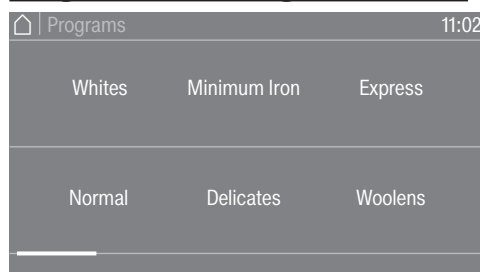 Programs 11:02
Whites Minimum Iron Express
Normal Delicates Woolens